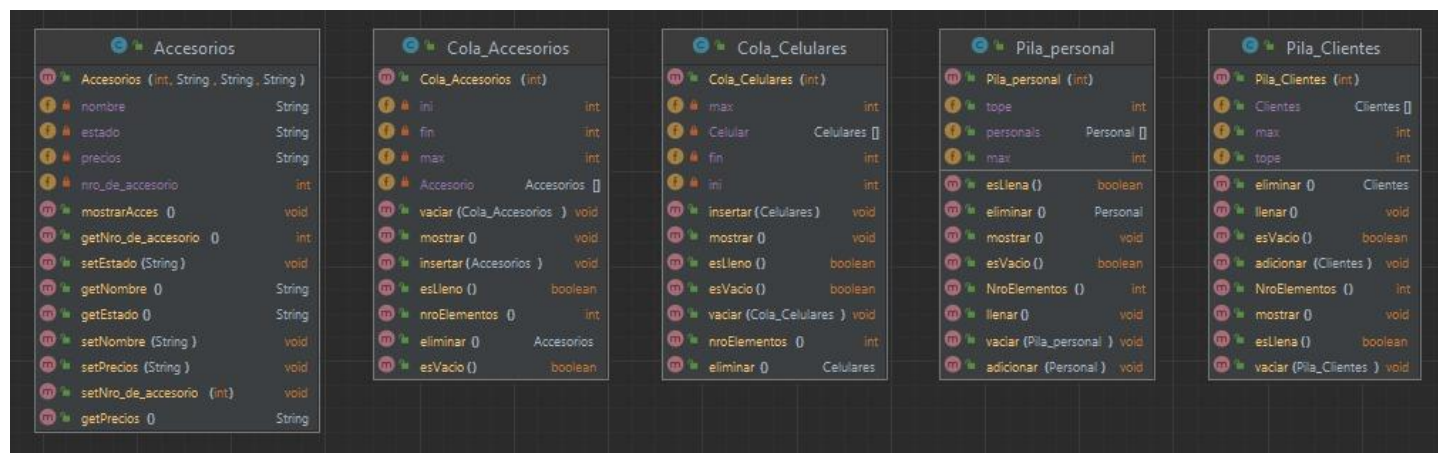 Accesorios
Accesorios (int, String , String , String )
nombre String
estado String
precios String
nro_de_accesorio int
mostrarAcces () void
getNro_de_accesorio () int
setEstado (String ) void
getNombre () String
getEstado () String
setNombre (String ) void
setPrecios (String ) void
setNro_de_accesorio (int) void
getPrecios () String
Cola_Accesorios
Cola_Accesorios (int)
ini int
fin int
max int
Accesorio Accesorios []
vaciar (Cola_Accesorios ) void
mostrar () void
insertar (Accesorios ) void
esLleno () boolean
nroElementos () int
eliminar () Accesorios
esVacio () boolean
Cola_Celulares
Cola_Celulares (int)
max int
Celular Celulares []
fin int
ini int
insertar (Celulares ) void
mostrar () void
esLleno () boolean
esVacio () boolean
vaciar (Cola_Celulares ) void
nroElementos () int
eliminar () Celulares
Pila_personal
Pila_personal (int)
tope int
personals Personal []
max int
esLlena () boolean
eliminar () Personal
mostrar () void
esVacio () boolean
NroElementos () int
llenar () void
vaciar (Pila_personal ) void
adicionar (Personal ) void
Pila_Clientes
Pila_Clientes (int)
Clientes Clientes []
max int
tope int
eliminar () Clientes
llenar () void
esVacio () boolean
adicionar (Clientes ) void
NroElementos () int
mostrar () void
esLlena () boolean
vaciar (Pila_Clientes ) void